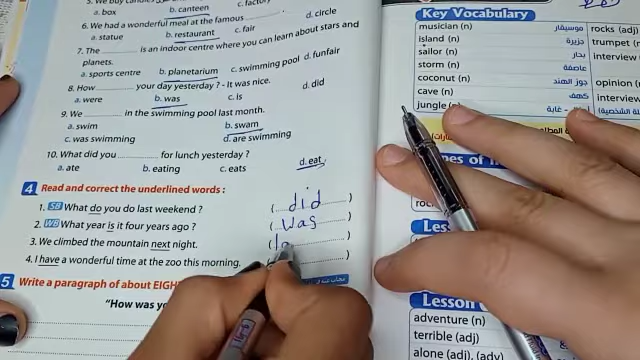 a. box b. canteen c. factory
6. We had a wonderful meal at the famous ............
a. statue b. restaurant c. fair d. circle
7. The ............ is an indoor centre where you can learn about stars and
planets.
a. sports centre b. planetarium c. swimming pool d. funfair
8. How ............ your day yesterday ? - It was nice.
a. were b. was c. is d. did
9. We ............ in the swimming pool last month.
a. swim b. swam
c. was swimming d. are swimming
10. What did you ............ for lunch yesterday ?
a. ate b. eating c. eats d. eat
4 Read and correct the underlined words :
1. SB What do you do last weekend ? (did)
2. WB What year is it four years ago ? (was)
3. We climbed the mountain next night. (la
4. I have a wonderful time at the zoo this morning. )
5 Write a paragraph of about EIGH
"How was yo
Key Vocabulary
musician (n) موسيقار
island (n) جزيرة
sailor (n) بحار
storm (n) عاصفة
coconut (n) جوز الهند
cave (n) كهف
jungle (n) غابة
rocks (adj)
trumpet (n)
interview
opinion (
interview
Lesson
adventure (n)
terrible (adj)
alone (adj), (adv)